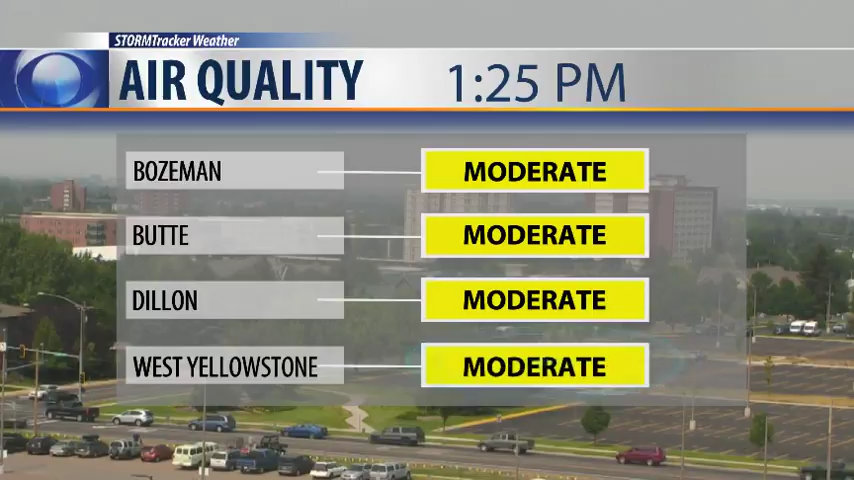 STORMTracker Weather
AIR QUALITY 1:25 PM
BOZEMAN MODERATE
BUTTE MODERATE
DILLON MODERATE
WEST YELLOWSTONE MODERATE